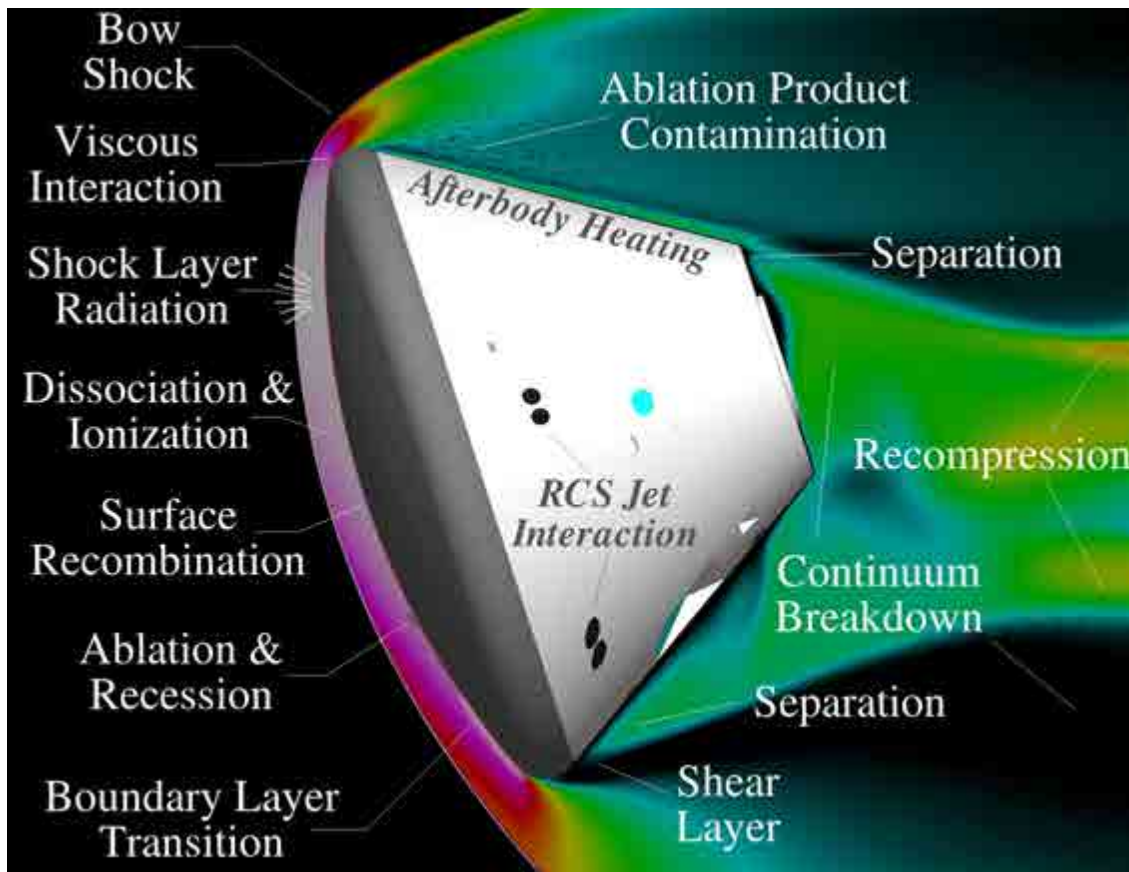 Bow
Shock
Viscous
Interaction
Shock Layer
Radiation
Dissociation &
Ionization
Surface
Recombination
Ablation &
Recession
Boundary Layer
Transition
Ablation Product
Contamination
Afterbody Heating
Separation
RCS Jet
Interaction
Recompression
Continuum
Breakdown
Separation
Shear
Layer